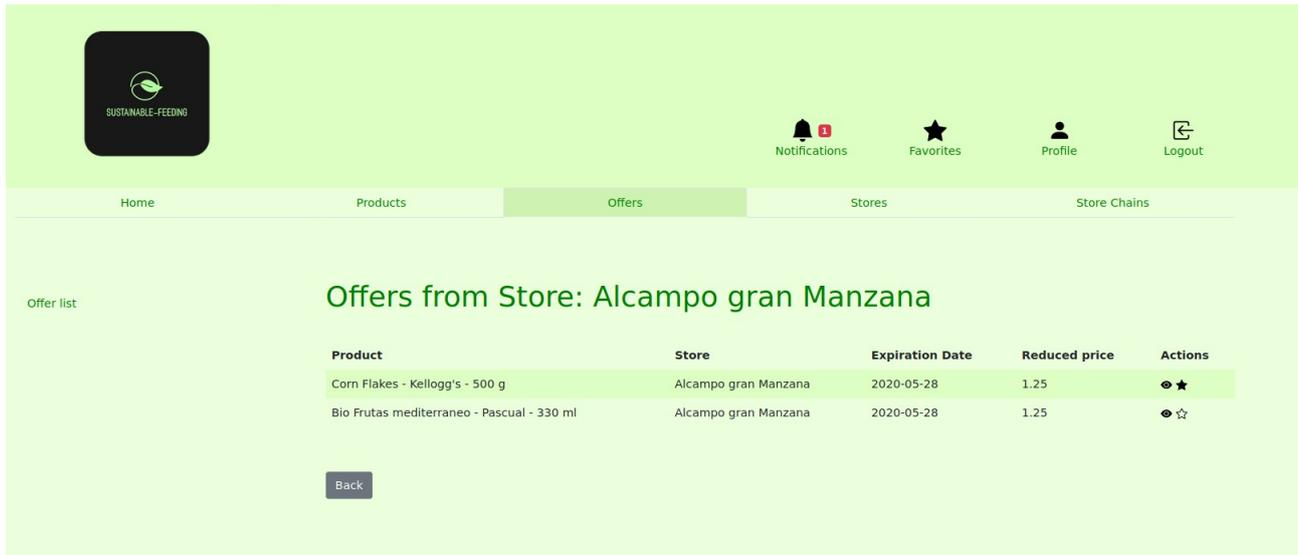 SUSTAINABLE-FEEDING
1
Notifications Favorites Profile Logout
Home Products Offers Stores Store Chains
Offer list
Offers from Store: Alcampo gran Manzana
Product Store Expiration Date Reduced price Actions
Corn Flakes - Kellogg's - 500 g Alcampo gran Manzana 2020-05-28 1.25
Bio Frutas mediterraneo - Pascual - 330 ml Alcampo gran Manzana 2020-05-28 1.25
Back